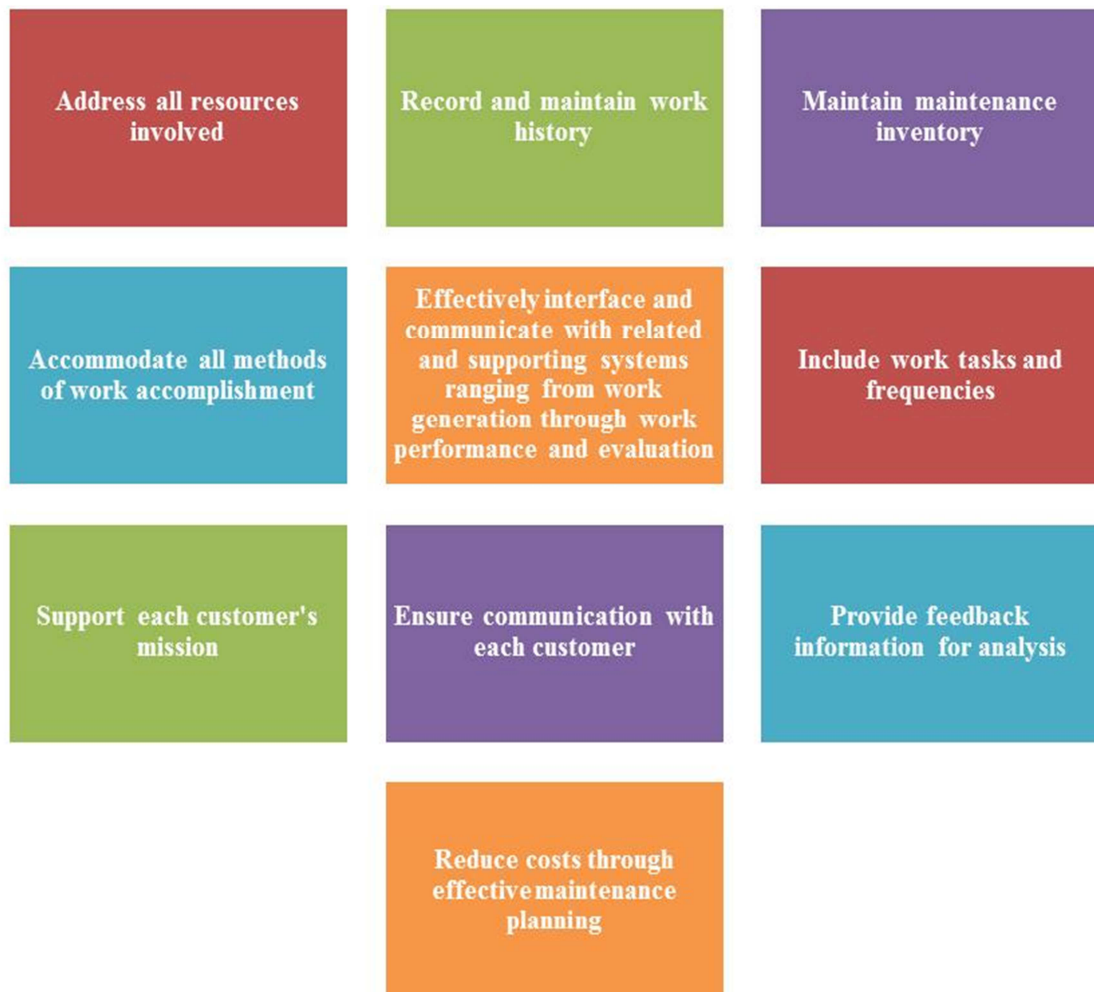 Address all resources
involved
Record and maintain work
history
Maintain maintenance
inventory
Accommodate all methods
of work accomplishment
Effectively interface and
communicate with related
and supporting systems
ranging from work
generation through work
performance and evaluation
Include work tasks and
frequencies
Support each customer's
mission
Ensure communication with
each customer
Provide feedback
information for analysis
Reduce costs through
effective maintenance
planning